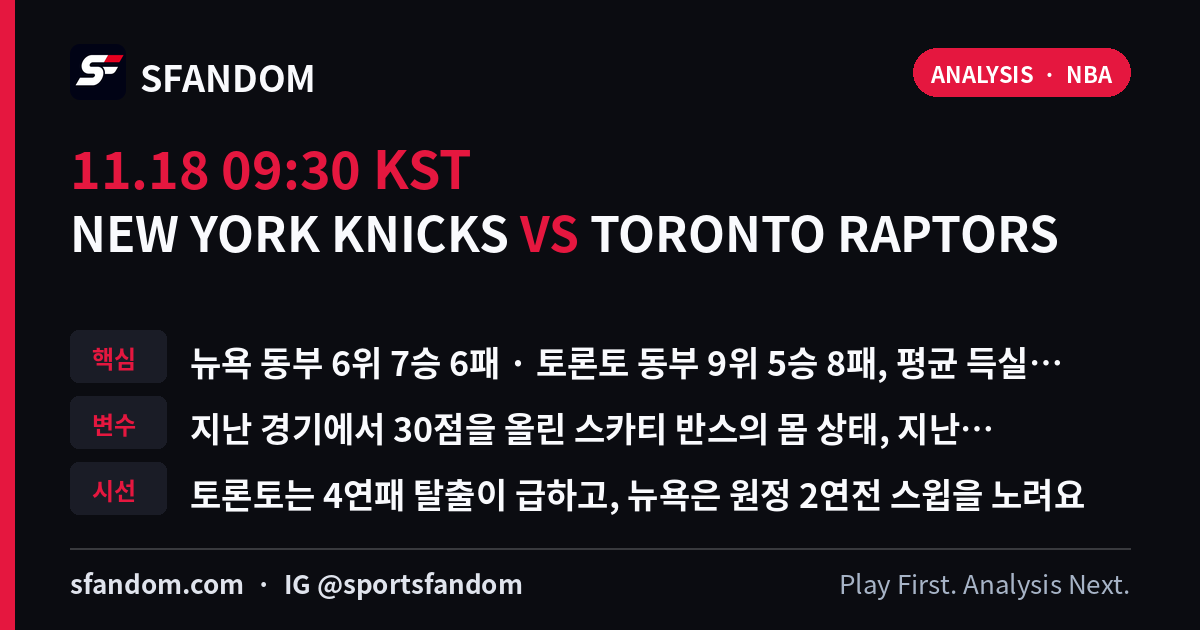 SF SFANDOM
ANALYSIS · NBA
11.18 09:30 KST
NEW YORK KNICKS VS TORONTO RAPTORS
핵심 뉴욕 동부 6위 7승 6패 · 토론토 동부 9위 5승 8패, 평균 득실…
변수 지난 경기에서 30점을 올린 스카티 반스의 몸 상태, 지난…
시선 토론토는 4연패 탈출이 급하고, 뉴욕은 원정 2연전 스윕을 노려요
sfandom.com · IG @sportsfandom
Play First. Analysis Next.